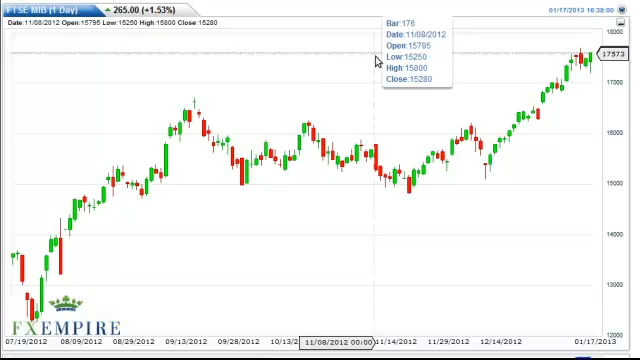 FTSE MIB (1 Day)
265.00 (+1.53%)
01/17/2013 16:38:00
Date:11/08/2012 Open:15795 Low:15250 High:15800 Close:15280
Bar:176
Date:11/08/2012
Open:15795
Low:15250
High:15800
Close:15280
18000
17573
17000
16000
15000
14000
13000
12000
FXEMPIRE
07/19/2012
08/09/2012
08/29/2012
09/13/2012
09/28/2012
10/13/2012
11/08/2012 00:00
11/14/2012
11/29/2012
12/14/2012
01/17/2013